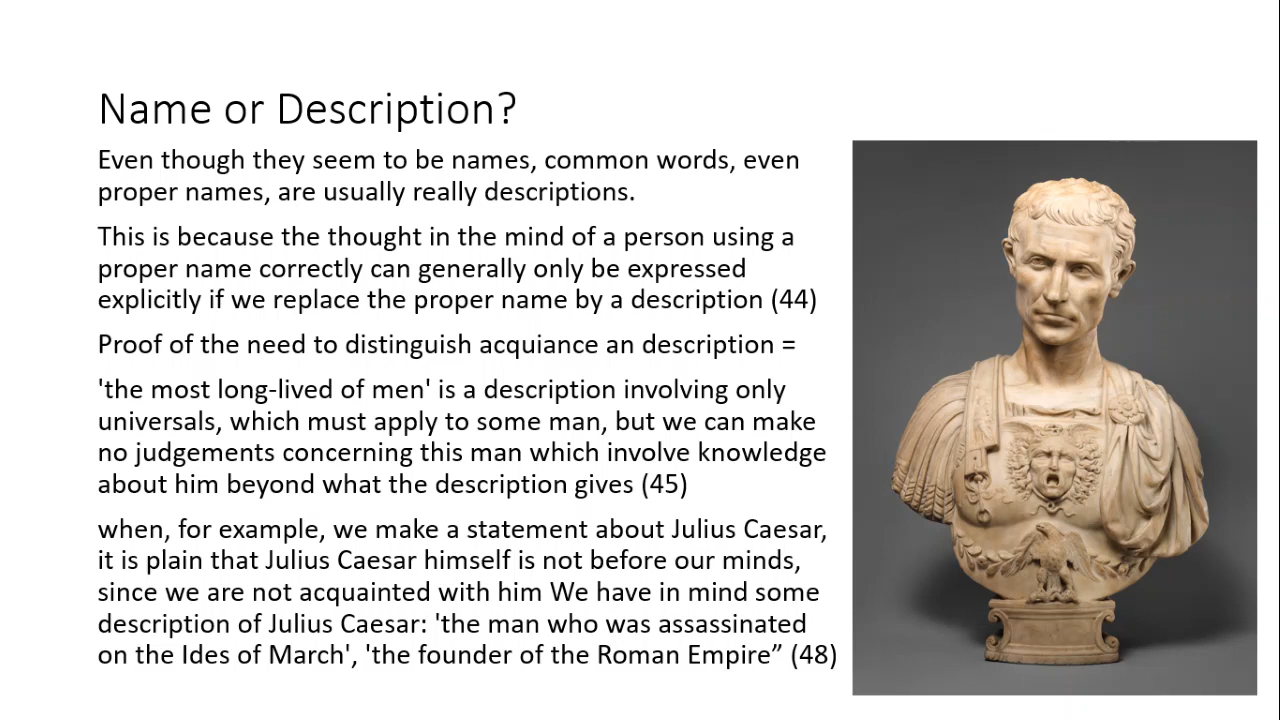 Name or Description?
Even though they seem to be names, common words, even
proper names, are usually really descriptions.
This is because the thought in the mind of a person using a
proper name correctly can generally only be expressed
explicitly if we replace the proper name by a description (44)
Proof of the need to distinguish acquiance an description =
'the most long-lived of men' is a description involving only
universals, which must apply to some man, but we can make
no judgements concerning this man which involve knowledge
about him beyond what the description gives (45)
when, for example, we make a statement about Julius Caesar,
it is plain that Julius Caesar himself is not before our minds,
since we are not acquainted with him We have in mind some
description of Julius Caesar: 'the man who was assassinated
on the Ides of March', 'the founder of the Roman Empire” (48)